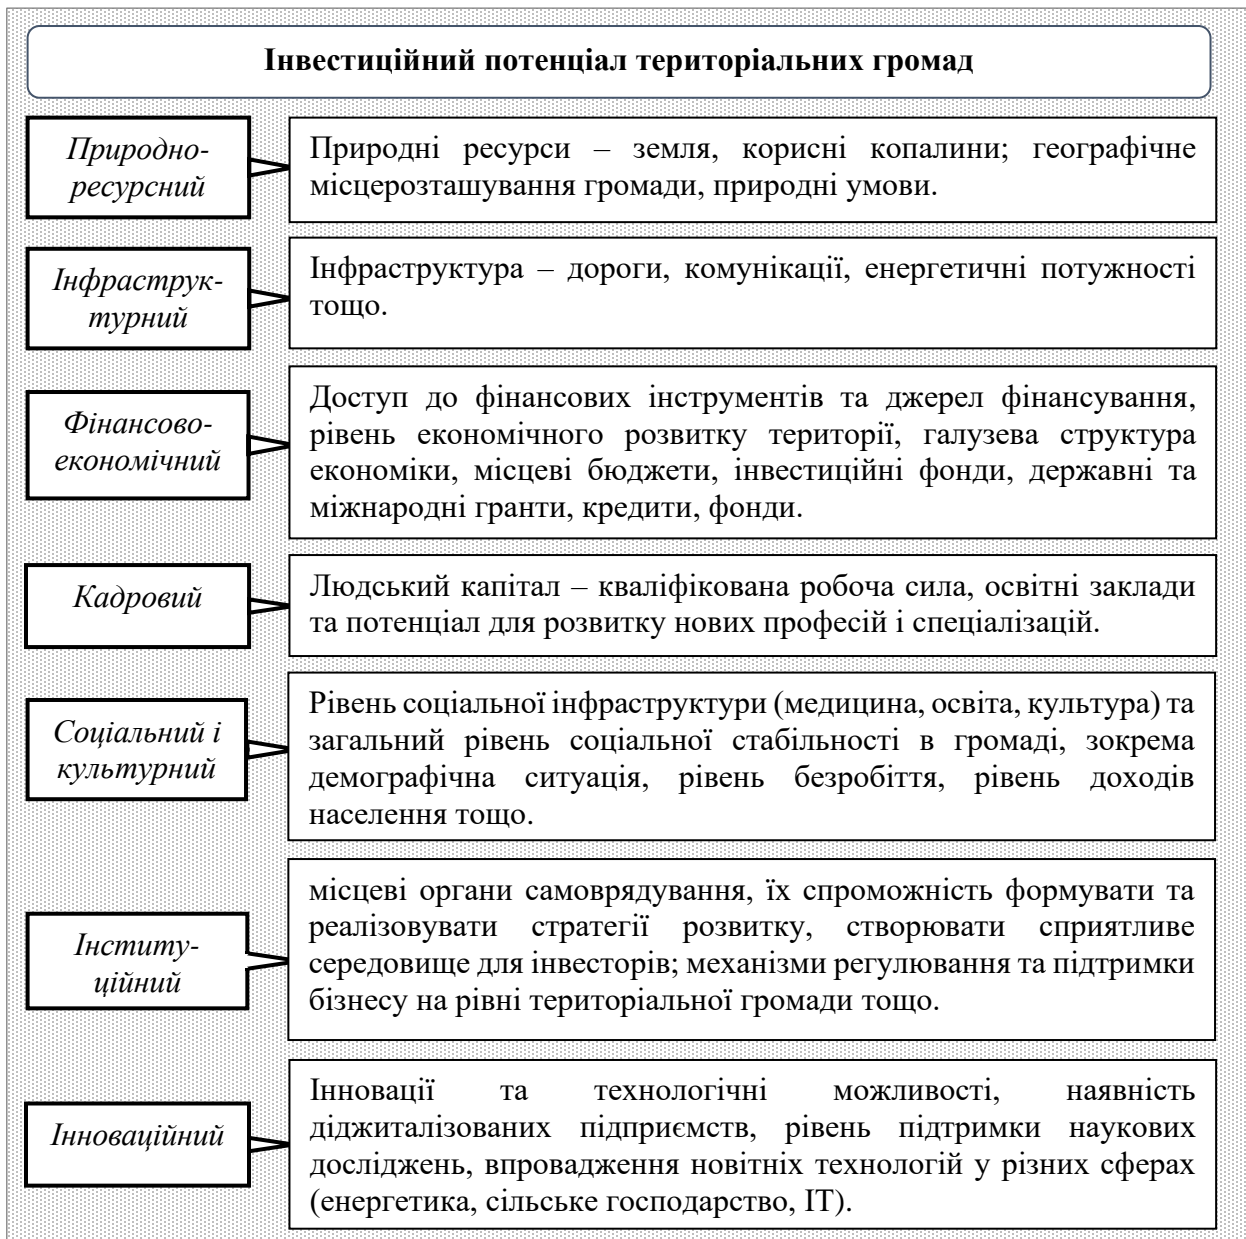 Інвестиційний потенціал територіальних громад
Природно-
ресурсний
Природні ресурси – земля, корисні копалини; географічне
місцерозташування громади, природні умови.
Інфраструк-
турний
Інфраструктура – дороги, комунікації, енергетичні потужності
тощо.
Фінансово-
економічний
Доступ до фінансових інструментів та джерел фінансування,
рівень економічного розвитку території, галузева структура
економіки, місцеві бюджети, інвестиційні фонди, державні та
міжнародні гранти, кредити, фонди.
Кадровий
Людський капітал – кваліфікована робоча сила, освітні заклади
та потенціал для розвитку нових професій і спеціалізацій.
Соціальний і
культурний
Рівень соціальної інфраструктури (медицина, освіта, культура) та
загальний рівень соціальної стабільності в громаді, зокрема
демографічна ситуація, рівень безробіття, рівень доходів
населення тощо.
Інститу-
ційний
місцеві органи самоврядування, їх спроможність формувати та
реалізовувати стратегії розвитку, створювати сприятливе
середовище для інвесторів; механізми регулювання та підтримки
бізнесу на рівні територіальної громади тощо.
Інноваційний
Інновації та технологічні можливості, наявність
діджиталізованих підприємств, рівень підтримки наукових
досліджень, впровадження новітніх технологій у різних сферах
(енергетика, сільське господарство, ІТ).